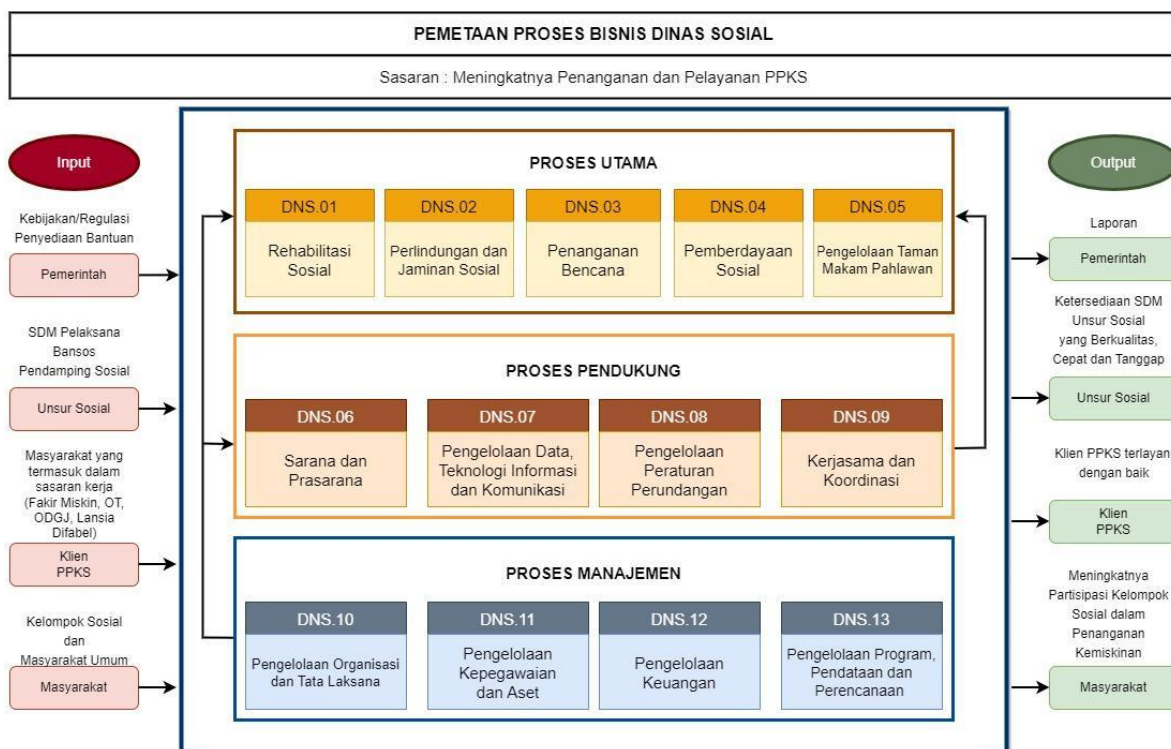 PEMETAAN PROSES BISNIS DINAS SOSIAL
Sasaran : Meningkatnya Penanganan dan Pelayanan PPKS
Input
Kebijakan/Regulasi
Penyediaan Bantuan
Pemerintah
SDM Pelaksana
Bansos
Pendamping Sosial
Unsur Sosial
Masyarakat yang
termasuk dalam
sasaran kerja
(Fakir Miskin, OT,
ODGJ, Lansia
Difabel)
Klien
PPKS
Kelompok Sosial
dan
Masyarakat Umum
Masyarakat
PROSES UTAMA
DNS.01
Rehabilitasi
Sosial
DNS.02
Perlindungan dan
Jaminan Sosial
DNS.03
Penanganan
Bencana
DNS.04
Pemberdayaan
Sosial
DNS.05
Pengelolaan Taman
Makam Pahlawan
PROSES PENDUKUNG
DNS.06
Sarana dan
Prasarana
DNS.07
Pengelolaan Data,
Teknologi Informasi
dan Komunikasi
DNS.08
Pengelolaan
Peraturan
Perundangan
DNS.09
Kerjasama dan
Koordinasi
PROSES MANAJEMEN
DNS.10
Pengelolaan Organisasi
dan Tata Laksana
DNS.11
Pengelolaan
Kepegawaian
dan Aset
DNS.12
Pengelolaan
Keuangan
DNS.13
Pengelolaan Program,
Pendataan dan
Perencanaan
Output
Laporan
Pemerintah
Ketersediaan SDM
Unsur Sosial
yang Berkualitas,
Cepat dan Tanggap
Unsur Sosial
Klien PPKS terlayan
dengan baik
Klien
PPKS
Meningkatnya
Partisipasi Kelompok
Sosial dalam
Penanganan
Kemiskinan
Masyarakat